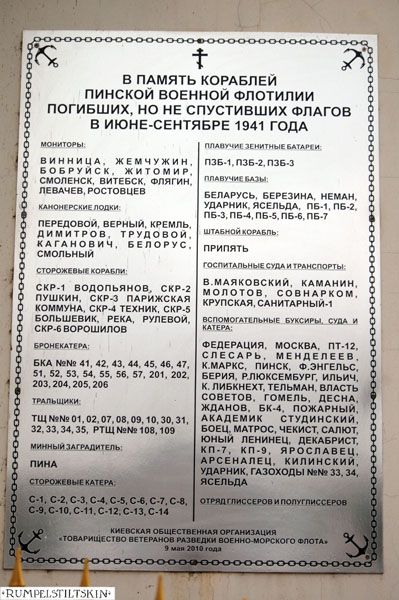 В ПАМЯТЬ КОРАБЛЕЙ
ПИНСКОЙ ВОЕННОЙ ФЛОТИЛИИ
ПОГИБШИХ, НО НЕ СПУСТИВШИХ ФЛАГОВ
В ИЮНЕ-СЕНТЯБРЕ 1941 ГОДА
МОНИТОРЫ:
ВИННИЦА, ЖЕМЧУЖИН,
БОБРУЙСК, ЖИТОМИР,
СМОЛЕНСК, ВИТЕБСК, ФЛЯГИН,
ЛЕВАЧЕВ, РОСТОВЦЕВ
КАНОНЕРСКИЕ ЛОДКИ:
ПЕРЕДОВОЙ, ВЕРНЫЙ, КРЕМЛЬ,
ДИМИТРОВ, ТРУДОВОЙ,
КАГАНОВИЧ, БЕЛОРУС,
СМОЛЬНЫЙ
СТОРОЖЕВЫЕ КОРАБЛИ:
СКР-1 ВОДОПЬЯНОВ, СКР-2
ПУШКИН, СКР-3 ПАРИЖСКАЯ
КОММУНА, СКР-4 ТЕХНИК, СКР-5
БОЛЬШЕВИК, РЕКА, РУЛЕВОЙ,
СКР-6 ВОРОШИЛОВ
БРОНЕКАТЕРА:
БКА №№ 41, 42, 43, 44, 45, 46, 47,
51, 52, 53, 54, 55, 56, 57, 201, 202,
203, 204, 205, 206
ТРАЛЬЩИКИ:
ТЩ №№ 01, 02, 07, 08, 09, 10, 30, 31,
32, 33, 34, 35, РТЩ №№ 108, 109
МИННЫЙ ЗАГРАДИТЕЛЬ:
ПИНА
СТОРОЖЕВЫЕ КАТЕРА:
С-1, С-2, С-3, С-4, С-5, С-6, С-7, С-8,
С-9, С-10, С-11, С-12, С-13, С-14
ПЛАВУЧИЕ ЗЕНИТНЫЕ БАТАРЕИ:
ПЗБ-1, ПЗБ-2, ПЗБ-3
ПЛАВУЧИЕ БАЗЫ:
БЕЛАРУСЬ, БЕРЕЗИНА, НЕМАН,
УДАРНИК, ЯСЕЛЬДА, ПБ-1, ПБ-2,
ПБ-3, ПБ-4, ПБ-5, ПБ-6, ПБ-7
ШТАБНОЙ КОРАБЛЬ:
ПРИПЯТЬ
ГОСПИТАЛЬНЫЕ СУДА И ТРАНСПОРТЫ:
В.МАЯКОВСКИЙ, КАМАНИН,
МОЛОТОВ, СОВНАРКОМ,
КРУПСКАЯ, САНИТАРНЫЙ-1
ВСПОМОГАТЕЛЬНЫЕ БУКСИРЫ, СУДА И
КАТЕРА:
ФЕДЕРАЦИЯ, МОСКВА, ПТ-12,
СЛЕСАРЬ, МЕНДЕЛЕЕВ,
К.МАРКС, ПИНСК, Ф.ЭНГЕЛЬС,
БЕРИЯ, Р.ЛЮКСЕМБУРГ, ИЛЬИЧ,
К. ЛИБКНЕХТ, ТЕЛЬМАН, ВЛАСТЬ
СОВЕТОВ, ГОМЕЛЬ, ДЕСНА,
ЖДАНОВ, БК-4, ПОЖАРНЫЙ,
АКАДЕМИК СТУДИНСКИЙ,
БОЕЦ, МАТРОС, ЧЕКИСТ, САЛЮТ,
ЮНЫЙ ЛЕНИНЕЦ, ДЕКАБРИСТ,
КП-7, КП-9, ЯРОСЛАВЕЦ,
АРСЕНАЛЕЦ, КИЛИНСКИЙ,
УДАРНИК, ГАЗОХОДЫ №№ 33, 34,
ЯСЕЛЬДА
ОТРЯД ГЛИССЕРОВ И ПОЛУГЛИССЕРОВ
КИЕВСКАЯ ОБЩЕСТВЕННАЯ ОРГАНИЗАЦИЯ
«ТОВАРИЩЕСТВО ВЕТЕРАНОВ РАЗВЕДКИ ВОЕННО-МОРСКОГО ФЛОТА»
9 мая 2010 года
·RUMPELSTILTSKIN·